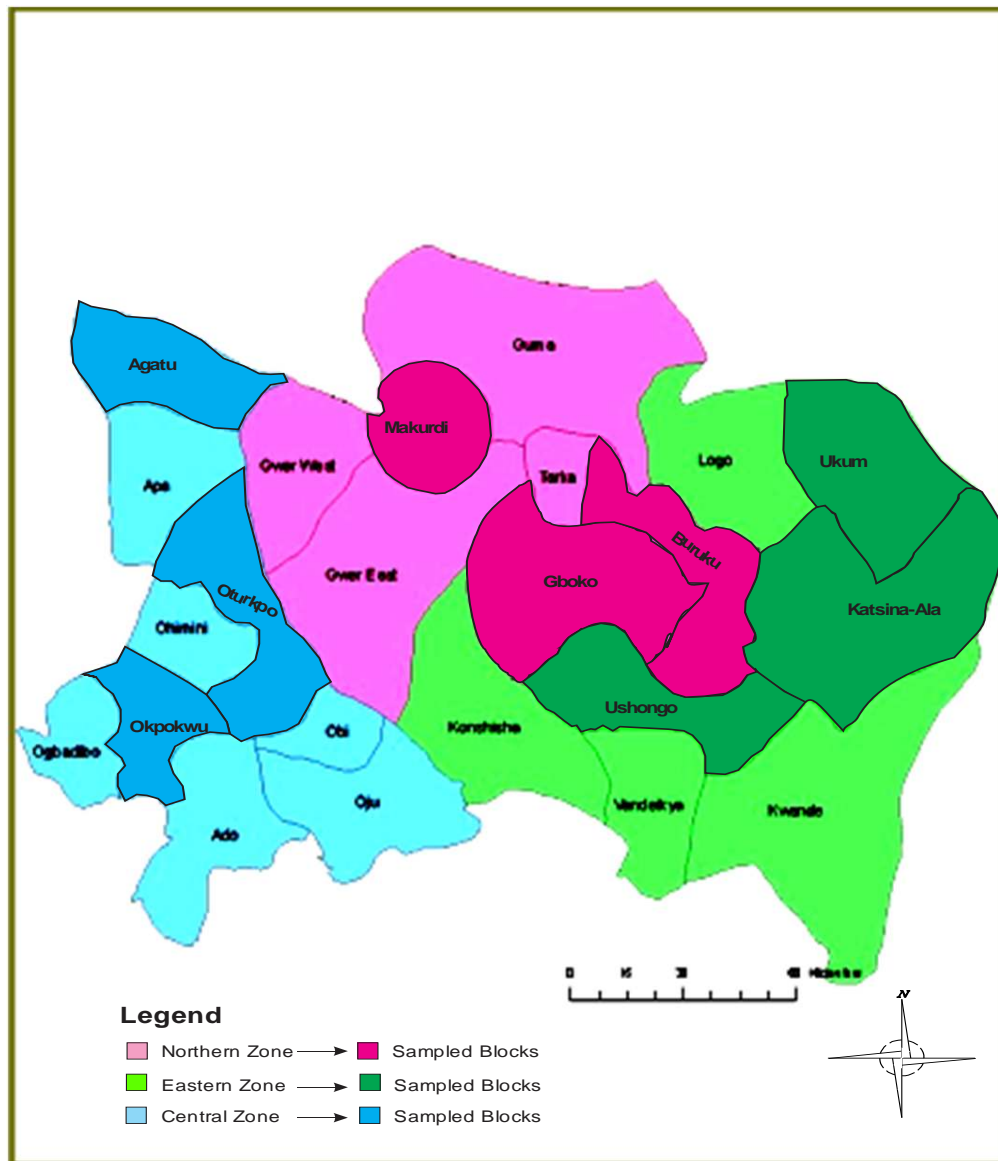 Guma
Agatu
Makurdi
Gwer West
Tarka
Logo
Ukum
Apa
Buruku
Gwer East
Gboko
Katsina-Ala
Oturkpo
Ohimini
Ushongo
Okpokwu
Obi
Konshisha
Ogbadibo
Oju
Vandeikya
Kwande
Ado
0 15 30 60
N
Legend
Northern Zone Sampled Blocks
Eastern Zone Sampled Blocks
Central Zone Sampled Blocks